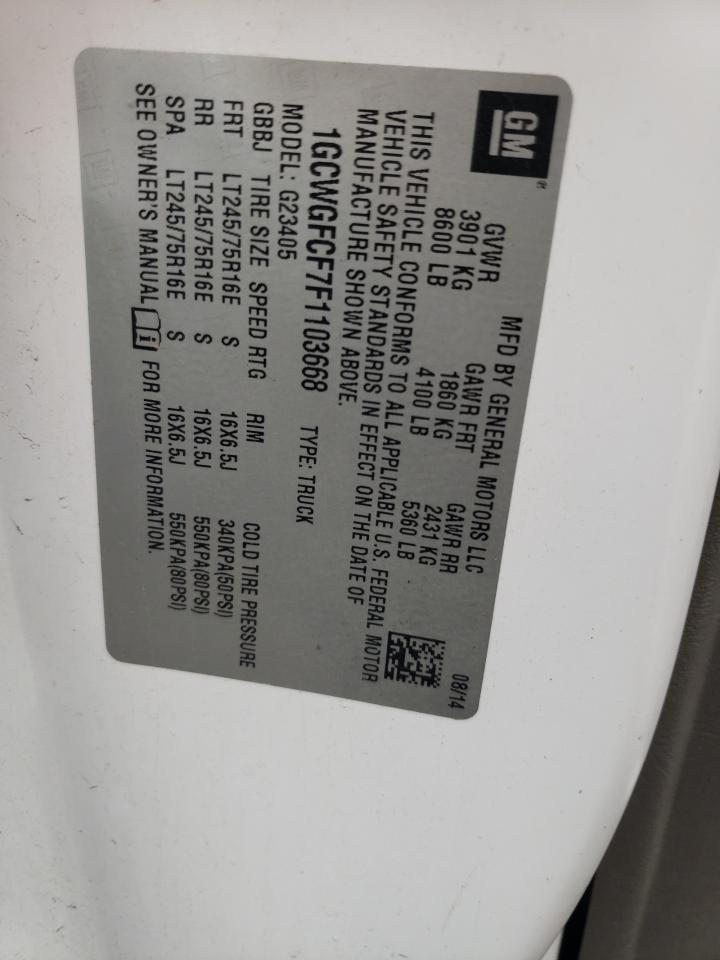 GM
MFD BY GENERAL MOTORS LLC 08/14
GVWR GAWR FRT GAWR RR
3901 KG 1860 KG 2431 KG
8600 LB 4100 LB 5360 LB
THIS VEHICLE CONFORMS TO ALL APPLICABLE U.S. FEDERAL MOTOR
VEHICLE SAFETY STANDARDS IN EFFECT ON THE DATE OF
MANUFACTURE SHOWN ABOVE.
1GCWGFCF7F1103668 TYPE: TRUCK
MODEL: G23405
GBBJ TIRE SIZE SPEED RTG RIM COLD TIRE PRESSURE
FRT LT245/75R16E S 16X6.5J 340KPA(50PSI)
RR LT245/75R16E S 16X6.5J 550KPA(80PSI)
SPA LT245/75R16E S 16X6.5J 550KPA(80PSI)
SEE OWNER'S MANUAL FOR MORE INFORMATION.